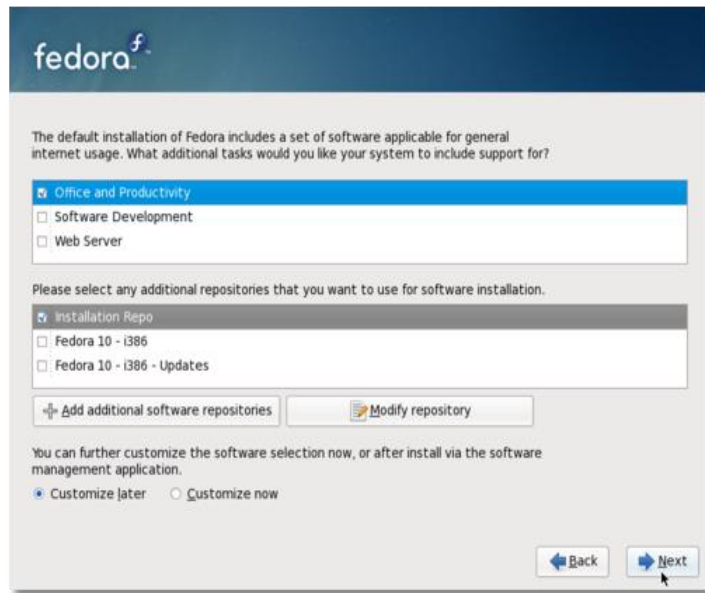 fedora
The default installation of Fedora includes a set of software applicable for general
internet usage. What additional tasks would you like your system to include support for?
Office and Productivity
Software Development
Web Server
Please select any additional repositories that you want to use for software installation.
Installation Repo
Fedora 10 - i386
Fedora 10 - i386 - Updates
Add additional software repositories
Modify repository
You can further customize the software selection now, or after install via the software
management application.
Customize later
Customize now
Back
Next